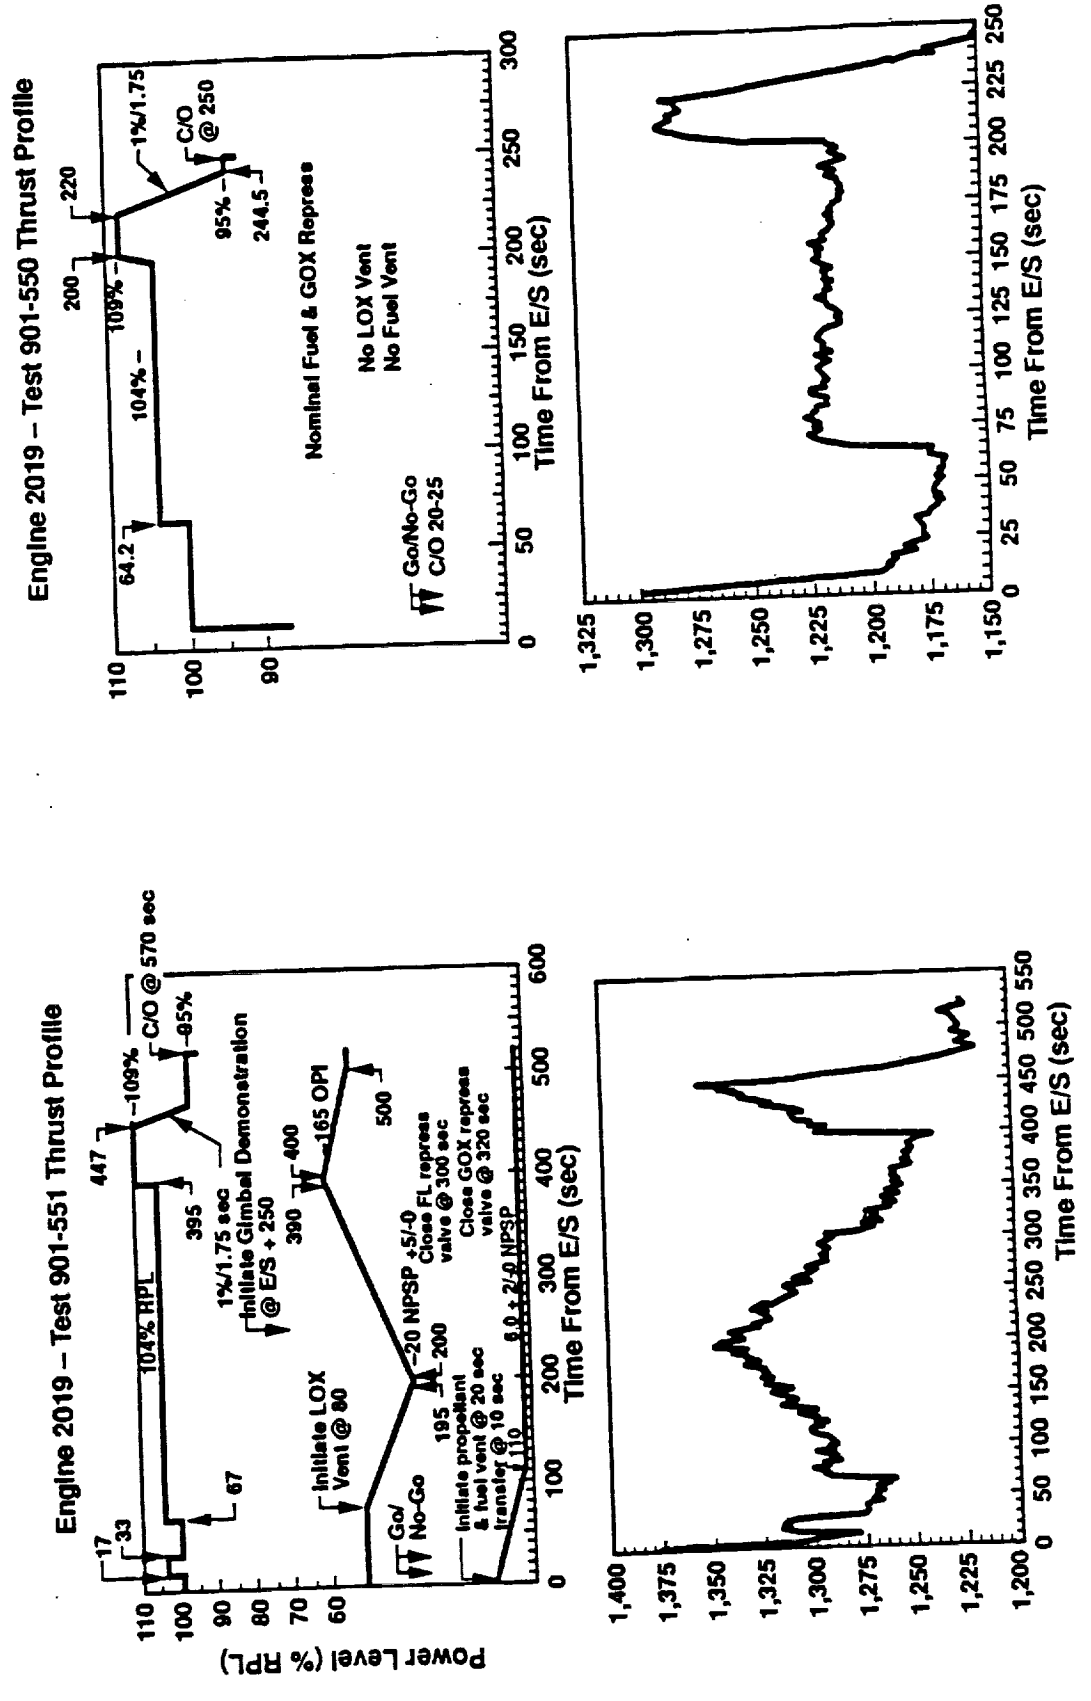 Engine 2019 – Test 901-551 Thrust Profile
Power Level (% RPL)
110
100
90
80
70
60
17
33
67
104% RPL
395
447
109%
C/O @ 570 sec
95%
1%/1.75 sec
Initiate Gimbal Demonstration
@ E/S + 250
Initiate LOX
Vent @ 80
390
400
165 OPI
500
Go/
No-Go
195
200
20 NPSP +5/-0
Close FL repress
valve @ 300 sec
Close GOX repress
valve @ 320 sec
Initiate propellant
& fuel vent @ 20 sec
transfer @ 10 sec
110
6.0 + 2/-0 NPSP
0
100
200
300
400
500
600
Time From E/S (sec)
1,400
1,375
1,350
1,325
1,300
1,275
1,250
1,225
1,200
0
50
100
150
200
250
300
350
400
450
500
550
Time From E/S (sec)
Engine 2019 – Test 901-550 Thrust Profile
110
100
90
64.2
104%
109%
200
220
1%/1.75
C/O
@ 250
95%
244.5
Nominal Fuel & GOX Repress
No LOX Vent
No Fuel Vent
Go/No-Go
C/O 20-25
0
50
100
150
200
250
300
Time From E/S (sec)
1,325
1,300
1,275
1,250
1,225
1,200
1,175
1,150
0
25
50
75
100
125
150
175
200
225
250
Time From E/S (sec)